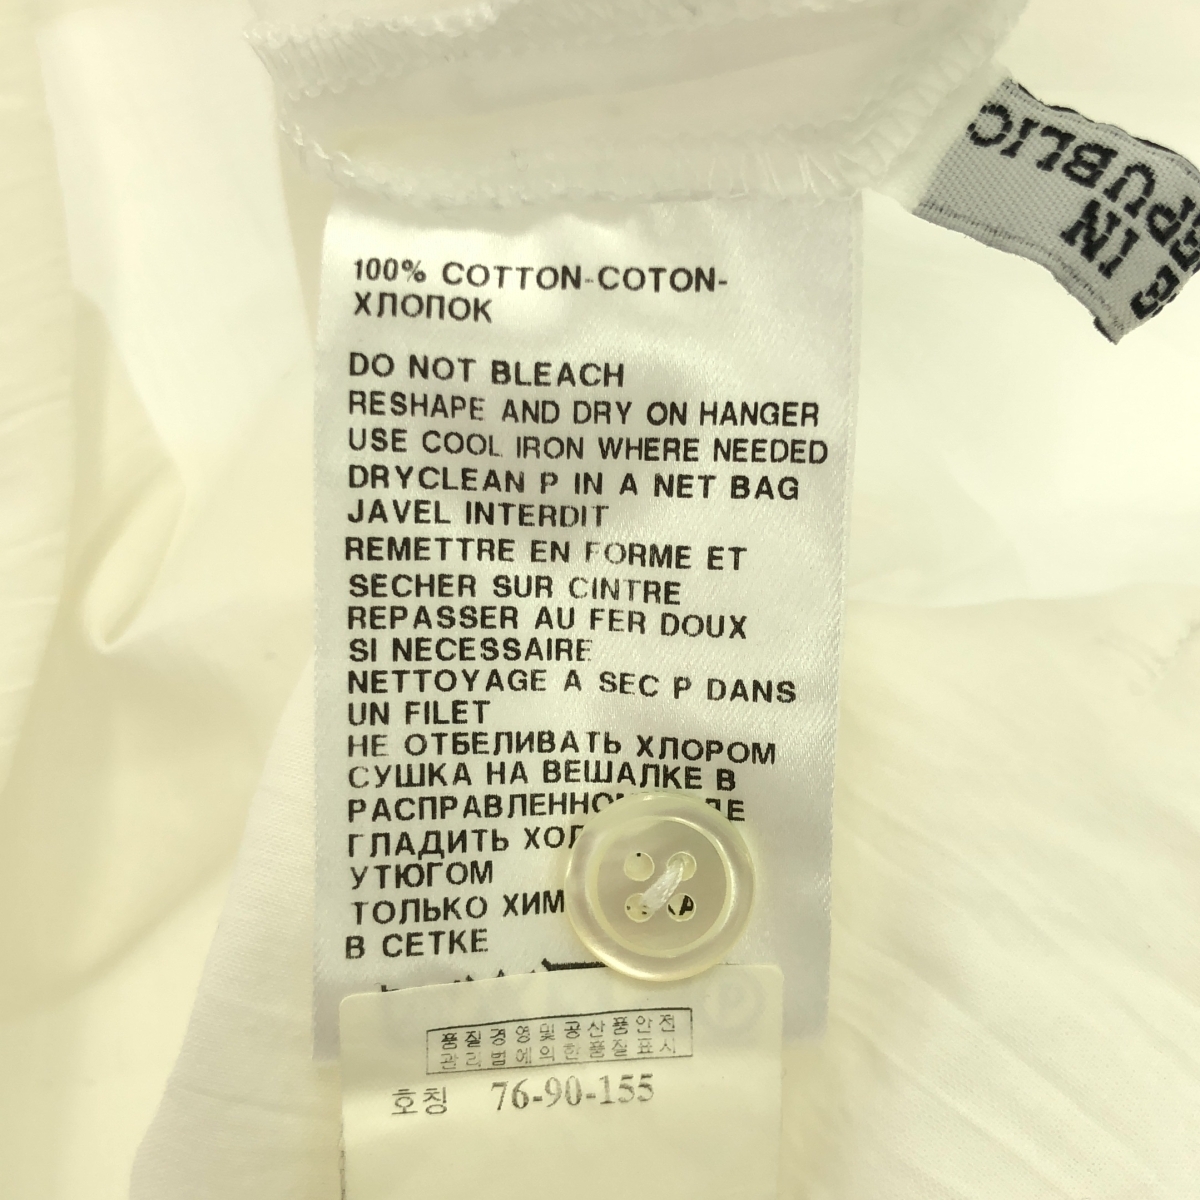 100% COTTON-COTON-
ХЛОПОК
DO NOT BLEACH
RESHAPE AND DRY ON HANGER
USE COOL IRON WHERE NEEDED
DRYCLEAN P IN A NET BAG
JAVEL INTERDIT
REMETTRE EN FORME ET
SECHER SUR CINTRE
REPASSER AU FER DOUX
SI NECESSAIRE
NETTOYAGE A SEC P DANS
UN FILET
НЕ ОТБЕЛИВАТЬ ХЛОРОМ
СУШКА НА ВЕШАЛКЕ В
ГЛАДИТЬ
УТЮГОМ
ТОЛЬКО
В СЕТКЕ
품질경영및공산품안전
관리법에의한품질표시
호칭 76-90-155
IN
PUBLIC